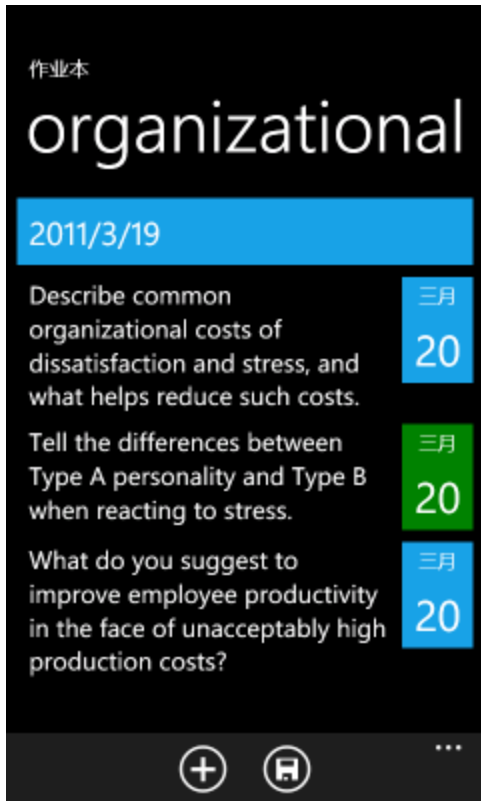 作业本
organizational
2011/3/19
Describe common
organizational costs of
dissatisfaction and stress, and
what helps reduce such costs.
三月
20
Tell the differences between
Type A personality and Type B
when reacting to stress.
三月
20
What do you suggest to
improve employee productivity
in the face of unacceptably high
production costs?
三月
20